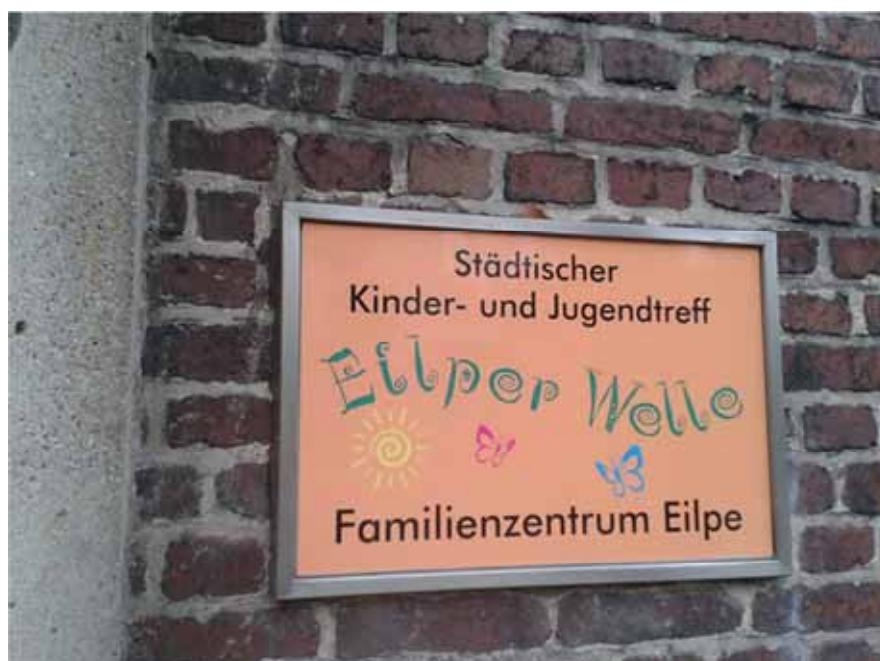 Städtischer
Kinder- und Jugendtreff
Eilper Welle
Familienzentrum Eilpe